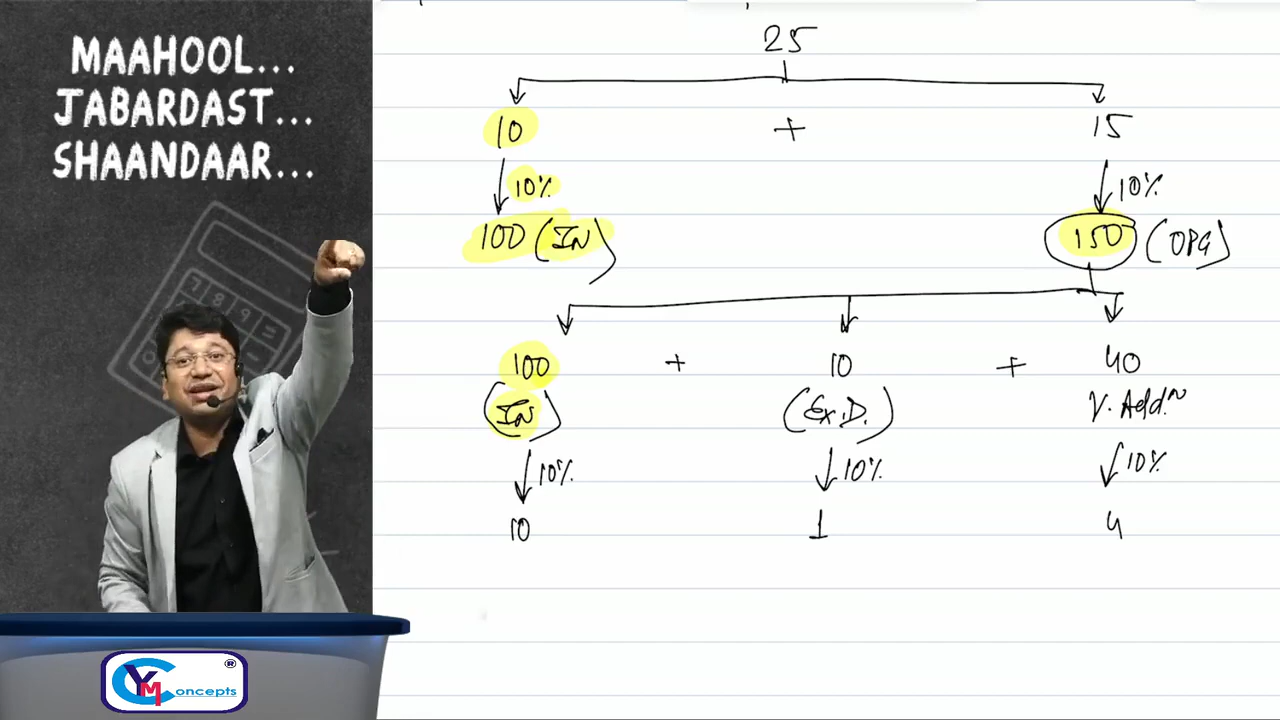 MAAHOOL...
JABARDAST...
SHAANDAAR...
25
10 + 15
10% 10%
100 (IN) 150 (OPG)
100 + 10 + 40
(IN) (Ex.D.) V. Addn
10% 10% 10%
10 1 4
YM Concepts ®